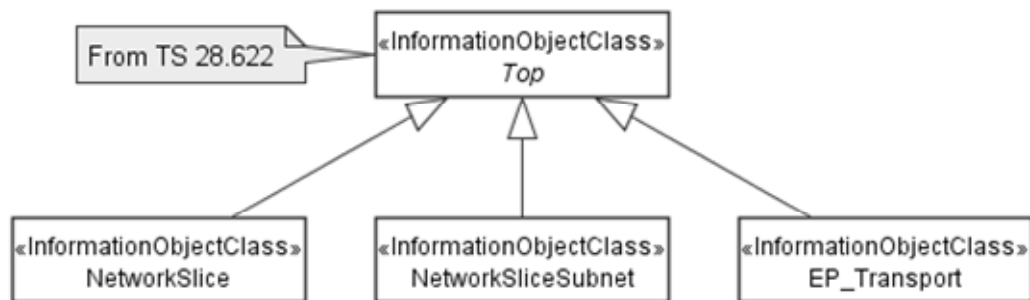 From TS 28.622
«InformationObjectClass»
Top
«InformationObjectClass»
NetworkSlice
«InformationObjectClass»
NetworkSliceSubnet
«InformationObjectClass»
EP_Transport